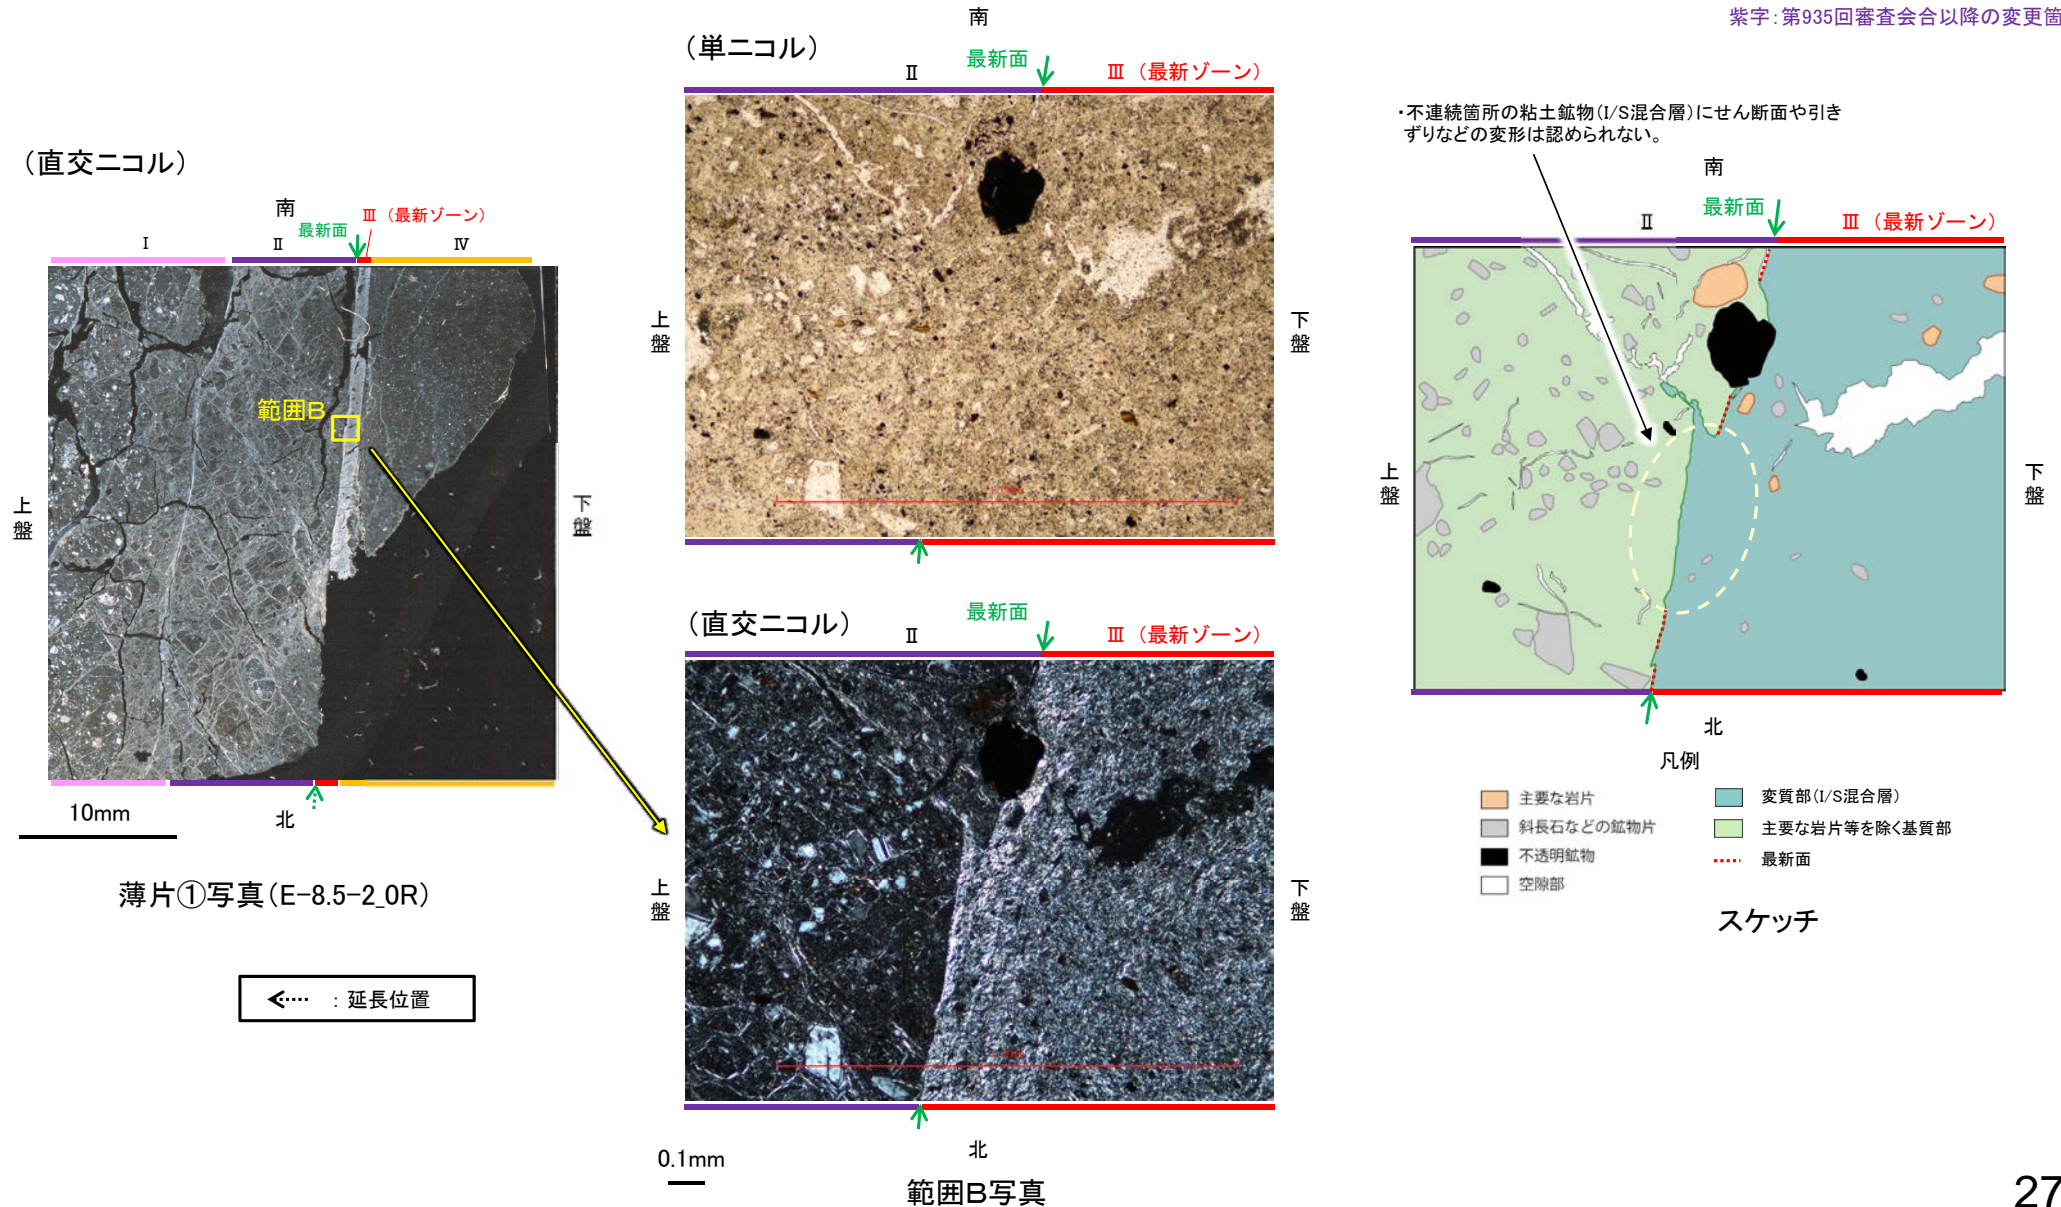 紫字：第935回審査会合以降の変更箇
（直交ニコル）
南
最新面
Ⅲ（最新ゾーン）
Ⅰ
Ⅱ
Ⅳ
範囲B
上盤
下盤
10mm
北
薄片①写真（E-8.5-2_0R）
：延長位置
南
（単ニコル）
Ⅱ
最新面
Ⅲ（最新ゾーン）
上盤
下盤
（直交ニコル）
Ⅱ
最新面
Ⅲ（最新ゾーン）
上盤
下盤
北
0.1mm
範囲B写真
・不連続箇所の粘土鉱物（I/S混合層）にせん断面や引き
ずりなどの変形は認められない。
南
最新面
Ⅱ
Ⅲ（最新ゾーン）
上盤
下盤
北
凡例
主要な岩片
斜長石などの鉱物片
不透明鉱物
空隙部
変質部（I/S混合層）
主要な岩片等を除く基質部
最新面
スケッチ
27